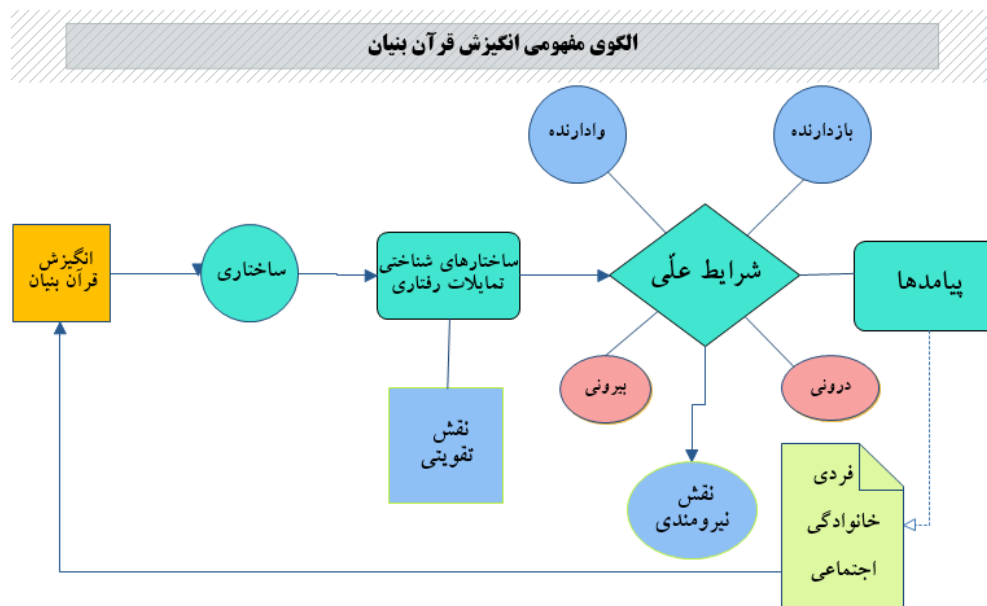 الگوی مفهومی انگیزش قرآن بنیان
وادارنده
بازدارنده
انگیزش
قرآن بنیان
ساختاری
ساختارهای شناختی
تمایلات رفتاری
شرایط علّی
پیامدها
بیرونی
درونی
نقش
تقویتی
نقش
نیرومندی
فردی
خانوادگی
اجتماعی